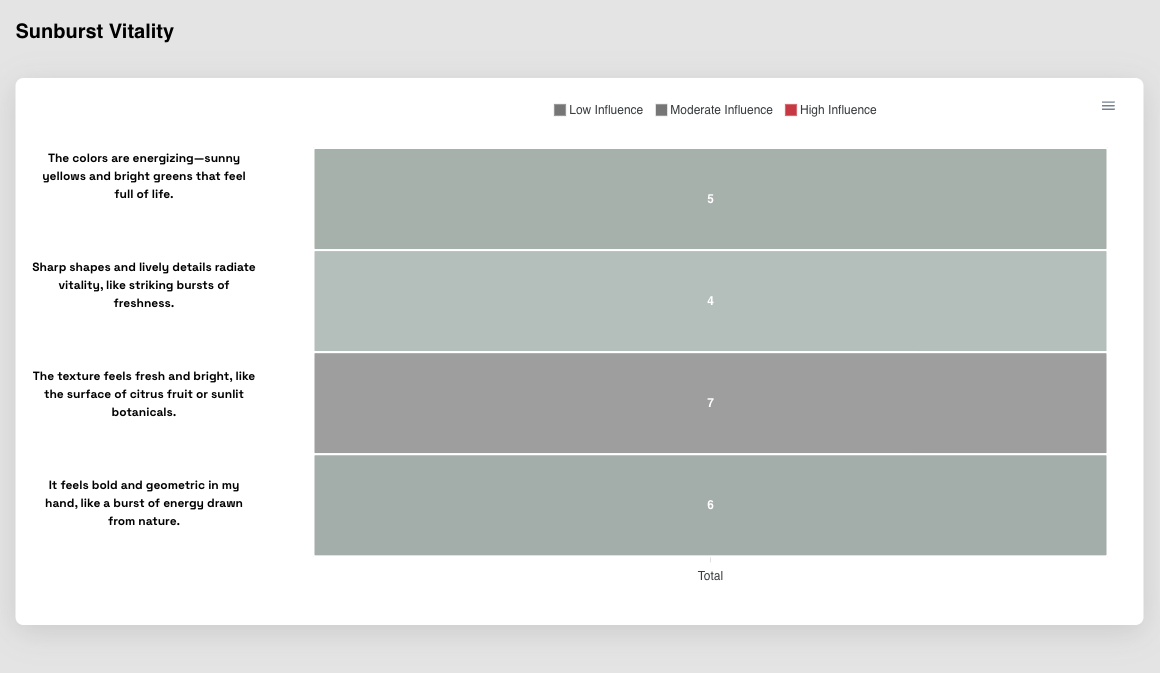 Sunburst Vitality
Low Influence Moderate Influence High Influence
The colors are energizing—sunny
yellows and bright greens that feel
full of life.
5
Sharp shapes and lively details radiate
vitality, like striking bursts of
freshness.
4
The texture feels fresh and bright, like
the surface of citrus fruit or sunlit
botanicals.
7
It feels bold and geometric in my
hand, like a burst of energy drawn
from nature.
6
Total